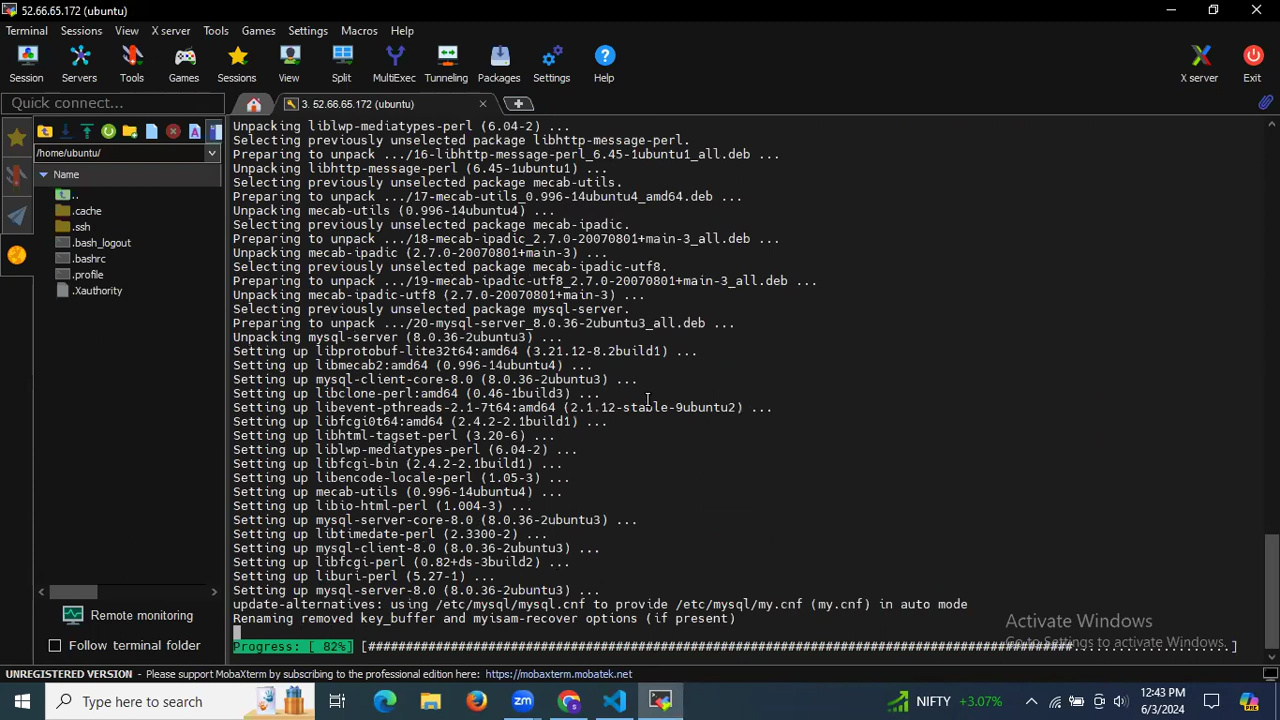 52.66.65.172 (ubuntu)
Terminal Sessions View X server Tools Games Settings Macros Help
Session Servers Tools Games Sessions View Split MultiExec Tunneling Packages Settings Help X server Exit
Quick connect...
3. 52.66.65.172 (ubuntu)
/home/ubuntu/
Name
..
.cache
.ssh
.bash_logout
.bashrc
.profile
.Xauthority
Remote monitoring
Follow terminal folder
Unpacking liblwp-mediatypes-perl (6.04-2) ...
Selecting previously unselected package libhttp-message-perl.
Preparing to unpack .../16-libhttp-message-perl_6.45-1ubuntu1_all.deb ...
Unpacking libhttp-message-perl (6.45-1ubuntu1) ...
Selecting previously unselected package mecab-utils.
Preparing to unpack .../17-mecab-utils_0.996-14ubuntu4_amd64.deb ...
Unpacking mecab-utils (0.996-14ubuntu4) ...
Selecting previously unselected package mecab-ipadic.
Preparing to unpack .../18-mecab-ipadic_2.7.0-20070801+main-3_all.deb ...
Unpacking mecab-ipadic (2.7.0-20070801+main-3) ...
Selecting previously unselected package mecab-ipadic-utf8.
Preparing to unpack .../19-mecab-ipadic-utf8_2.7.0-20070801+main-3_all.deb ...
Unpacking mecab-ipadic-utf8 (2.7.0-20070801+main-3) ...
Selecting previously unselected package mysql-server.
Preparing to unpack .../20-mysql-server_8.0.36-2ubuntu3_all.deb ...
Unpacking mysql-server (8.0.36-2ubuntu3) ...
Setting up libprotobuf-lite32t64:amd64 (3.21.12-8.2build1) ...
Setting up libmecab2:amd64 (0.996-14ubuntu4) ...
Setting up mysql-client-core-8.0 (8.0.36-2ubuntu3) ...
Setting up libclone-perl:amd64 (0.46-1build3) ...
Setting up libevent-pthreads-2.1-7t64:amd64 (2.1.12-stable-9ubuntu2) ...
Setting up libfcgi0t64:amd64 (2.4.2-2.1build1) ...
Setting up libhtml-tagset-perl (3.20-6) ...
Setting up liblwp-mediatypes-perl (6.04-2) ...
Setting up libfcgi-bin (2.4.2-2.1build1) ...
Setting up libencode-locale-perl (1.05-3) ...
Setting up mecab-utils (0.996-14ubuntu4) ...
Setting up libio-html-perl (1.004-3) ...
Setting up mysql-server-core-8.0 (8.0.36-2ubuntu3) ...
Setting up libtimedate-perl (2.3300-2) ...
Setting up mysql-client-8.0 (8.0.36-2ubuntu3) ...
Setting up libfcgi-perl (0.82+ds-3build2) ...
Setting up liburi-perl (5.27-1) ...
Setting up mysql-server-8.0 (8.0.36-2ubuntu3) ...
update-alternatives: using /etc/mysql/mysql.cnf to provide /etc/mysql/my.cnf (my.cnf) in auto mode
Renaming removed key_buffer and myisam-recover options (if present)
Progress: [ 82%] [##############################################################################################......................]
Activate Windows
Go to Settings to activate Windows.
UNREGISTERED VERSION - Please support MobaXterm by subscribing to the professional edition here: https://mobaxterm.mobatek.net
Type here to search
NIFTY +3.07%
12:43 PM
6/3/2024